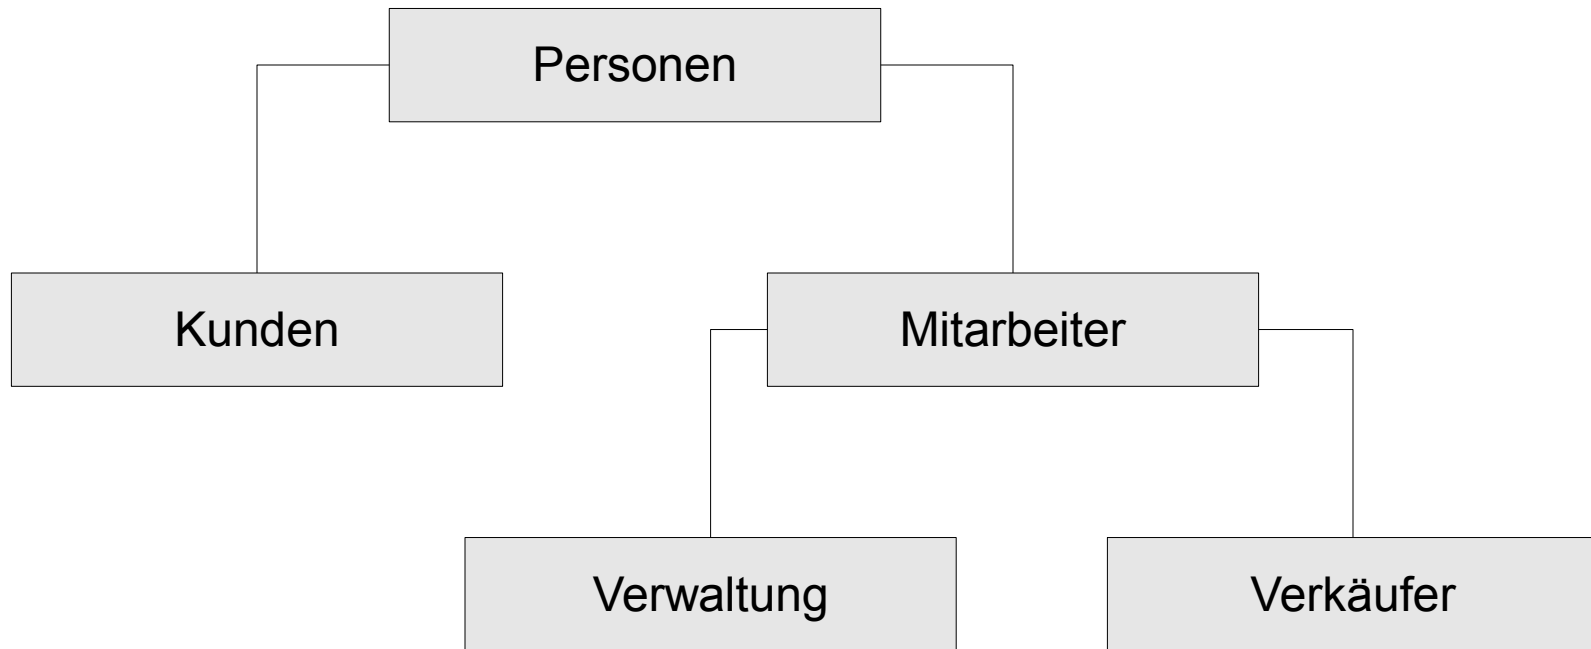 Personen
Kunden
Mitarbeiter
Verwaltung
Verkäufer